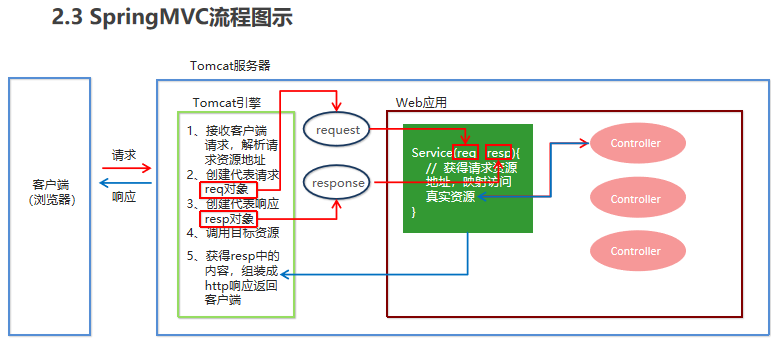 2.3 SpringMVC流程图示
Tomcat服务器
Tomcat引擎
Web应用
1、接收客户端
请求，解析请
求资源地址
2、创建代表请求
req对象
3、创建代表响应
resp对象
4、调用目标资源
5、获得resp中的
内容，组装成
http响应返回
客户端
请求
响应
客户端
（浏览器）
request
response
Service(req resp){
// 获得请求资源
地址，映射访问
真实资源
}
Controller
Controller
Controller